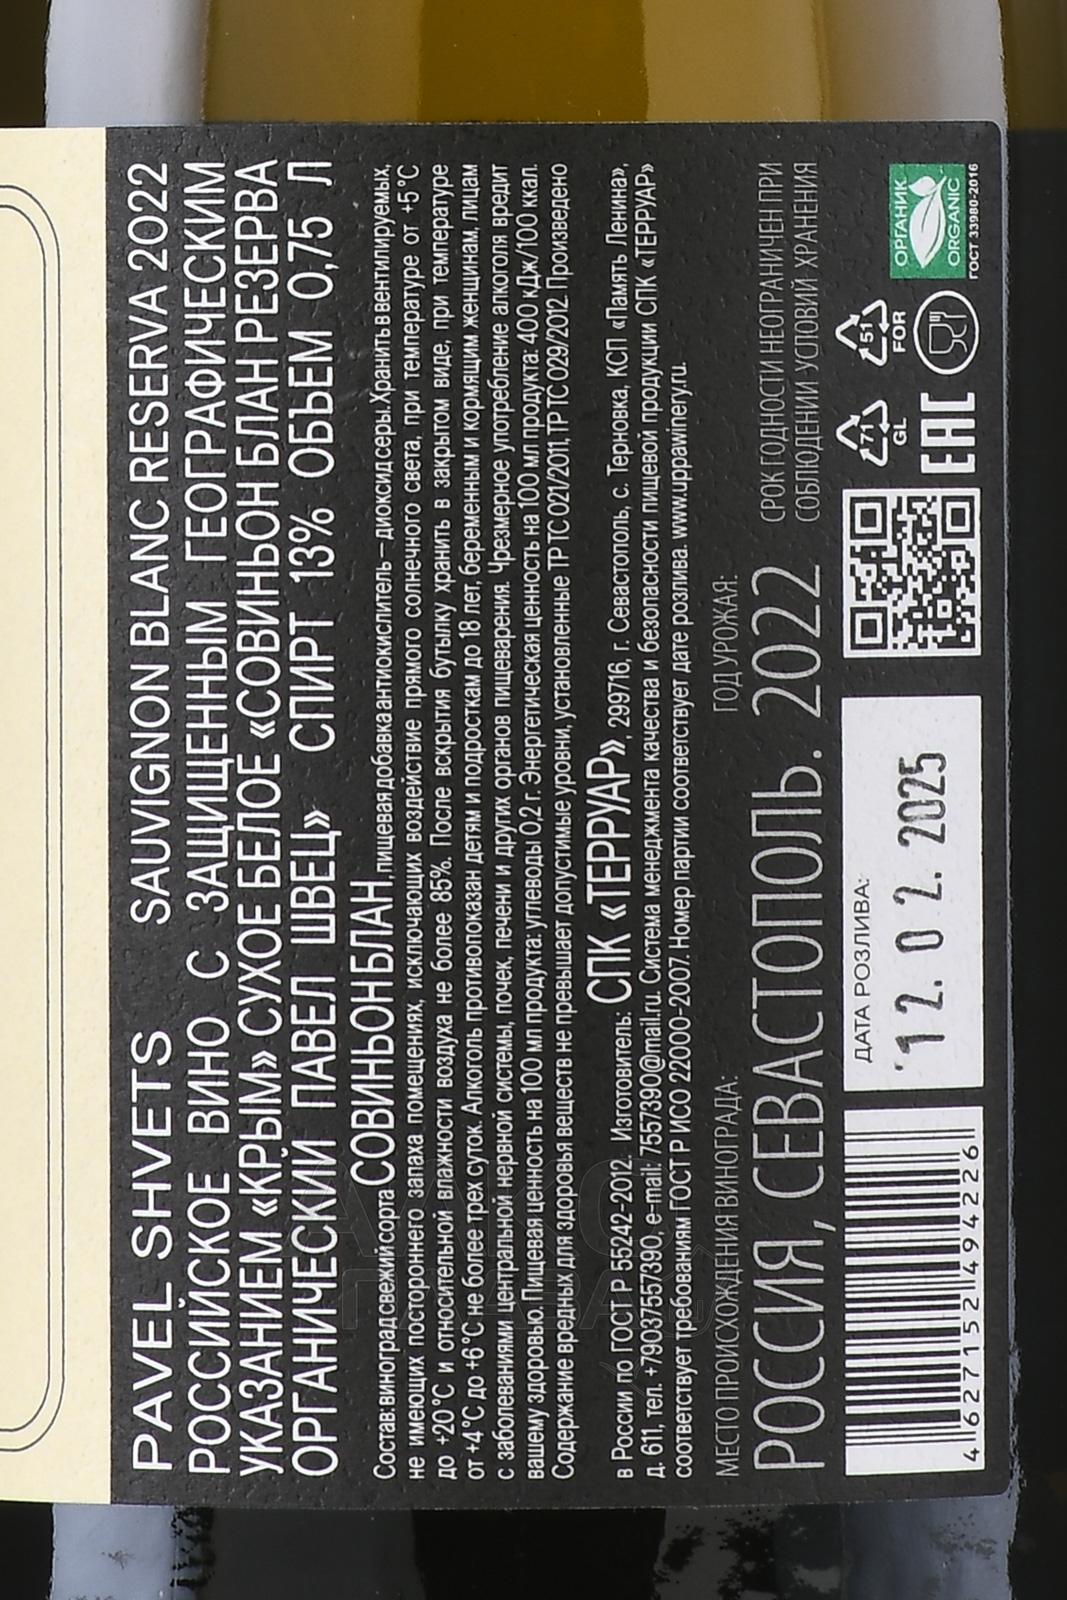 PAVEL SHVETS SAUVIGNON BLANC RESERVA 2022
РОССИЙСКОЕ ВИНО С ЗАЩИЩЕННЫМ ГЕОГРАФИЧЕСКИМ
УКАЗАНИЕМ «КРЫМ» СУХОЕ БЕЛОЕ «СОВИНЬОН БЛАН РЕЗЕРВА
ОРГАНИЧЕСКИЙ ПАВЕЛ ШВЕЦ» СПИРТ 13% ОБЪЕМ 0,75 Л
Состав: виноград свежий сорта СОВИНЬОН БЛАН, пищевая добавка антиокислитель – диоксид серы. Хранить в вентилируемых,
не имеющих постороннего запаха помещениях, исключающих воздействие прямого солнечного света, при температуре от +5°С
до +20°С и относительной влажности воздуха не более 85%. После вскрытия бутылку хранить в закрытом виде, при температуре
от +4°С до +6°С не более трех суток. Алкоголь противопоказан детям и подросткам до 18 лет, беременным и кормящим женщинам, лицам
с заболеваниями центральной нервной системы, почек, печени и других органов пищеварения. Чрезмерное употребление алкоголя вредит
вашему здоровью. Пищевая ценность на 100 мл продукта: углеводы 0,2 г. Энергетическая ценность на 100 мл продукта: 400 кДж/100 ккал.
Содержание вредных для здоровья веществ не превышает допустимые уровни, установленные ТР ТС 021/2011, ТР ТС 029/2012. Произведено
в России по ГОСТ Р 55242-2012. Изготовитель: СПК «ТЕРРУАР», 299716, г. Севастополь, с. Терновка, КСП «Память Ленина»,
д. 611, тел. +79037557390, e-mail: 7557390@mail.ru. Система менеджмента качества и безопасности пищевой продукции СПК «ТЕРРУАР»
соответствует требованиям ГОСТ Р ИСО 22000-2007. Номер партии соответствует дате розлива. www.uppawinery.ru.
МЕСТО ПРОИСХОЖДЕНИЯ ВИНОГРАДА: ГОД УРОЖАЯ:
РОССИЯ, СЕВАСТОПОЛЬ. 2022
СРОК ГОДНОСТИ НЕОГРАНИЧЕН ПРИ
СОБЛЮДЕНИИ УСЛОВИЙ ХРАНЕНИЯ
4627152494226
ДАТА РОЗЛИВА:
12.02.2025
71
GL
51
FOR
EAC
ОРГАНИК
ORGANIC
ГОСТ 33980-2016